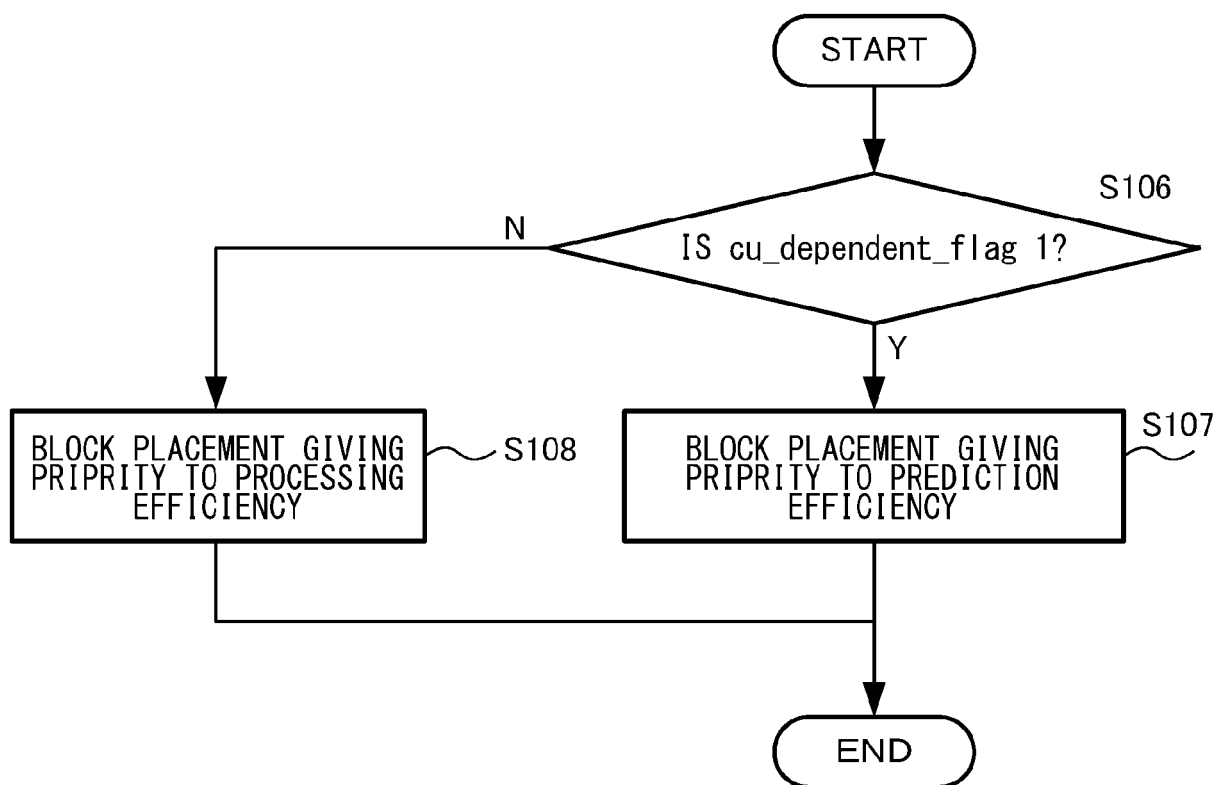 START
S106
N
IS cu_dependent_flag 1?
Y
BLOCK PLACEMENT GIVING
PRIPRITY TO PROCESSING
EFFICIENCY
S108
BLOCK PLACEMENT GIVING
PRIPRITY TO PREDICTION
EFFICIENCY
S107
END